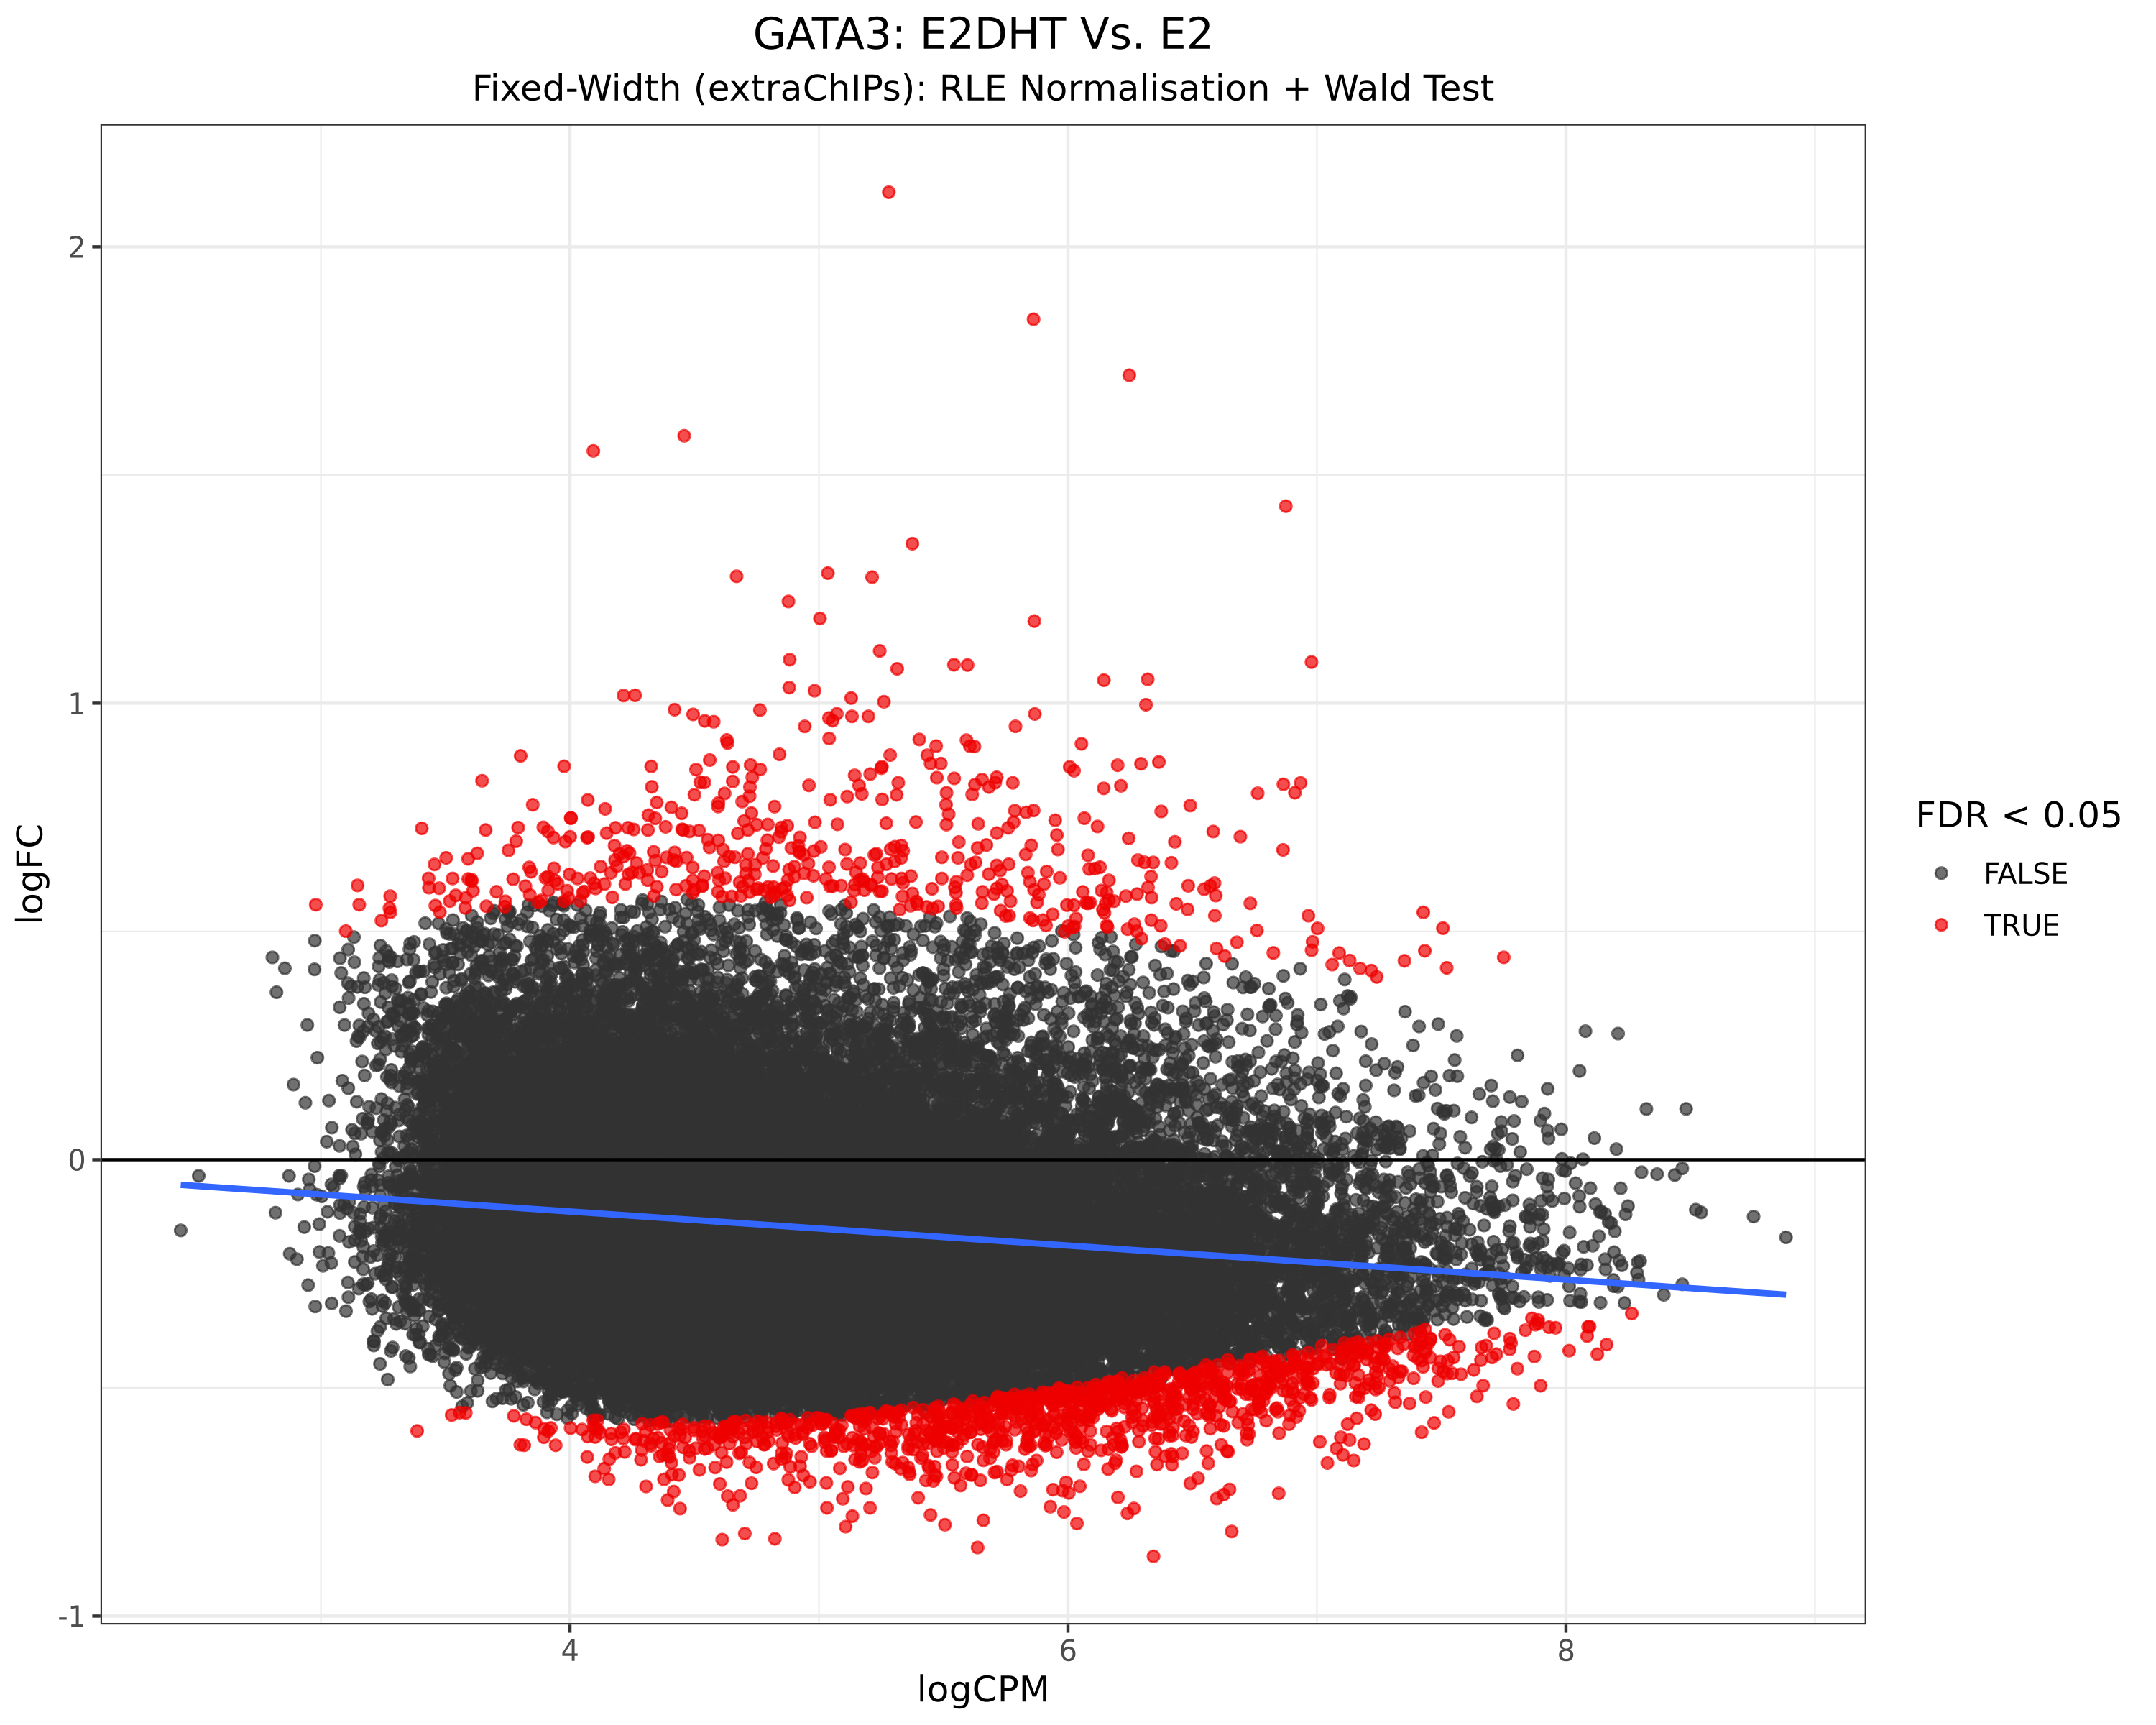 GATA3: E2DHT Vs. E2
Fixed-Width (extraChIPs): RLE Normalisation + Wald Test
logFC
2
1
0
-1
4
6
8
logCPM
FDR < 0.05
FALSE
TRUE